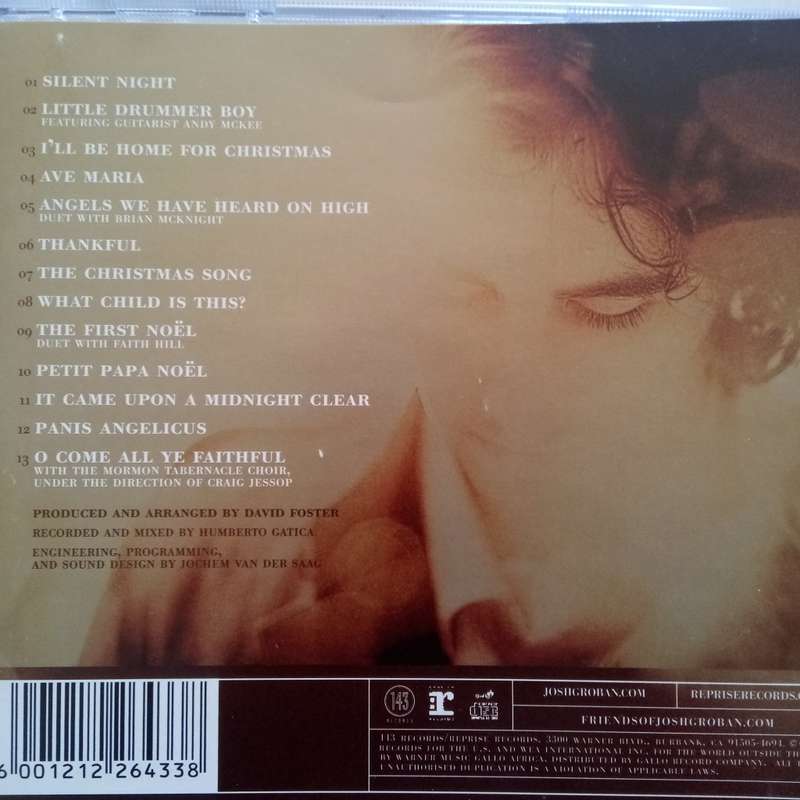 01 SILENT NIGHT
02 LITTLE DRUMMER BOY
FEATURING GUITARIST ANDY MCKEE
03 I'LL BE HOME FOR CHRISTMAS
04 AVE MARIA
05 ANGELS WE HAVE HEARD ON HIGH
DUET WITH BRIAN MCKNIGHT
06 THANKFUL
07 THE CHRISTMAS SONG
08 WHAT CHILD IS THIS?
09 THE FIRST NOËL
DUET WITH FAITH HILL
10 PETIT PAPA NOËL
11 IT CAME UPON A MIDNIGHT CLEAR
12 PANIS ANGELICUS
13 O COME ALL YE FAITHFUL
WITH THE MORMON TABERNACLE CHOIR,
UNDER THE DIRECTION OF CRAIG JESSOP
PRODUCED AND ARRANGED BY DAVID FOSTER
RECORDED AND MIXED BY HUMBERTO GATICA
ENGINEERING, PROGRAMMING,
AND SOUND DESIGN BY JOCHEM VAN DER SAAG
6 001212 264338
143
RECORDS
R
JOSHGROBAN.COM
REPRISERECORDS.
FRIENDSOFJOSHGROBAN.COM
143 RECORDS/REPRISE RECORDS, 3300 WARNER BLVD., BURBANK, CA 91505-4694. ©
RECORDS FOR THE U.S. AND WEA INTERNATIONAL INC. FOR THE WORLD OUTSIDE
BY WARNER MUSIC GALLO AFRICA. DISTRIBUTED BY GALLO RECORD COMPANY. ALL
UNAUTHORISED DUPLICATION IS A VIOLATION OF APPLICABLE LAWS.